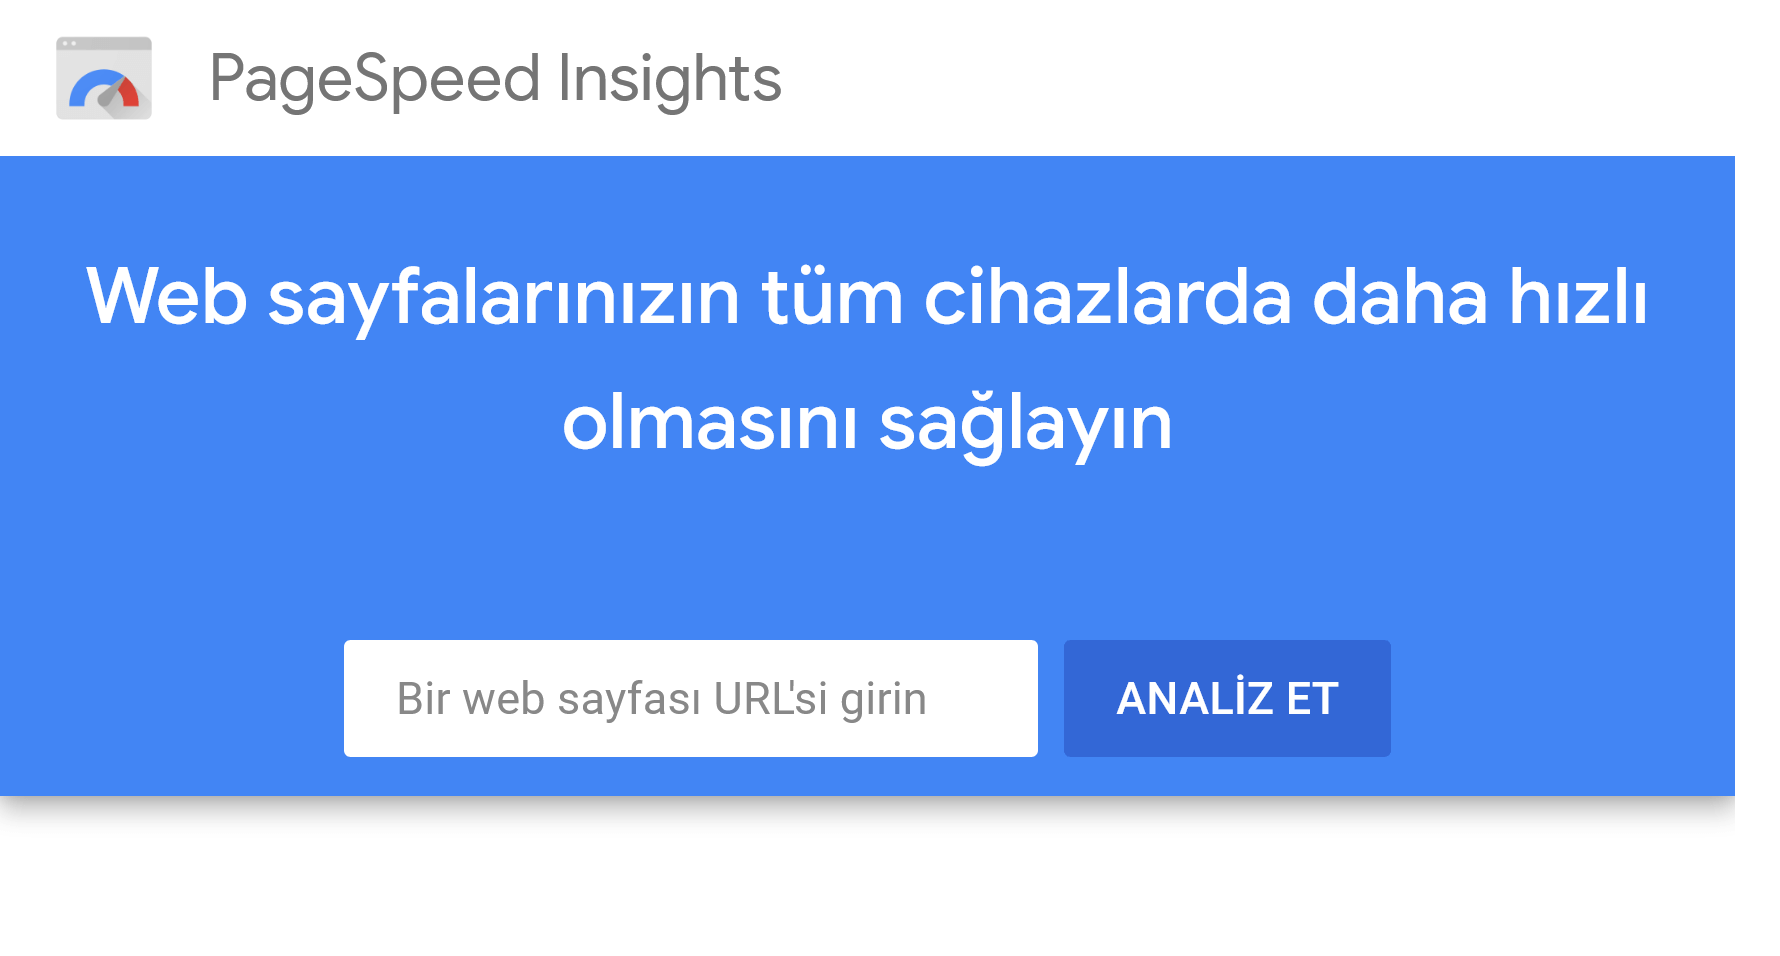 PageSpeed Insights
Web sayfalarınızın tüm cihazlarda daha hızlı
olmasını sağlayın
Bir web sayfası URL'si girin
ANALİZ ET